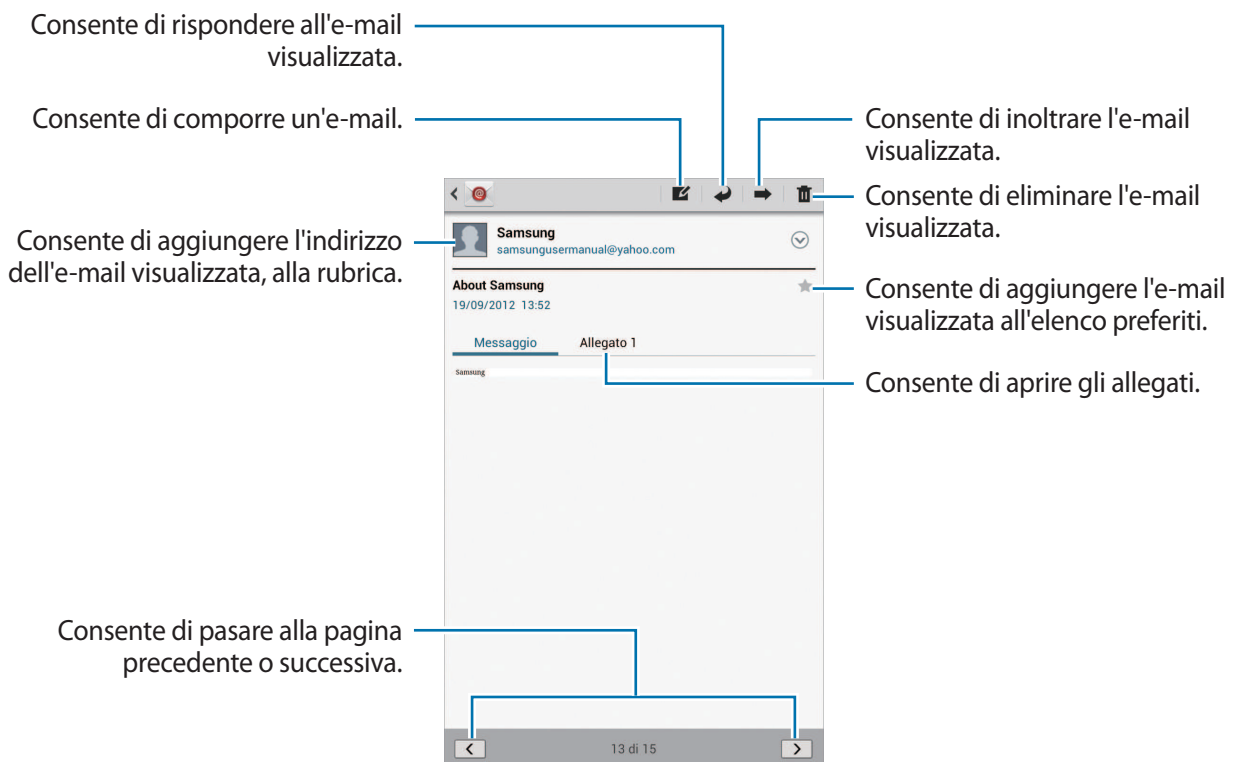 Consente di rispondere all'e-mail
visualizzata.
Consente di comporre un'e-mail.
Consente di aggiungere l'indirizzo
dell'e-mail visualizzata, alla rubrica.
Consente di pasare alla pagina
precedente o successiva.
Samsung
samsungusermanual@yahoo.com
About Samsung
19/09/2012 13:52
Messaggio Allegato 1
Samsung
13 di 15
Consente di inoltrare l'e-mail
visualizzata.
Consente di eliminare l'e-mail
visualizzata.
Consente di aggiungere l'e-mail
visualizzata all'elenco preferiti.
Consente di aprire gli allegati.